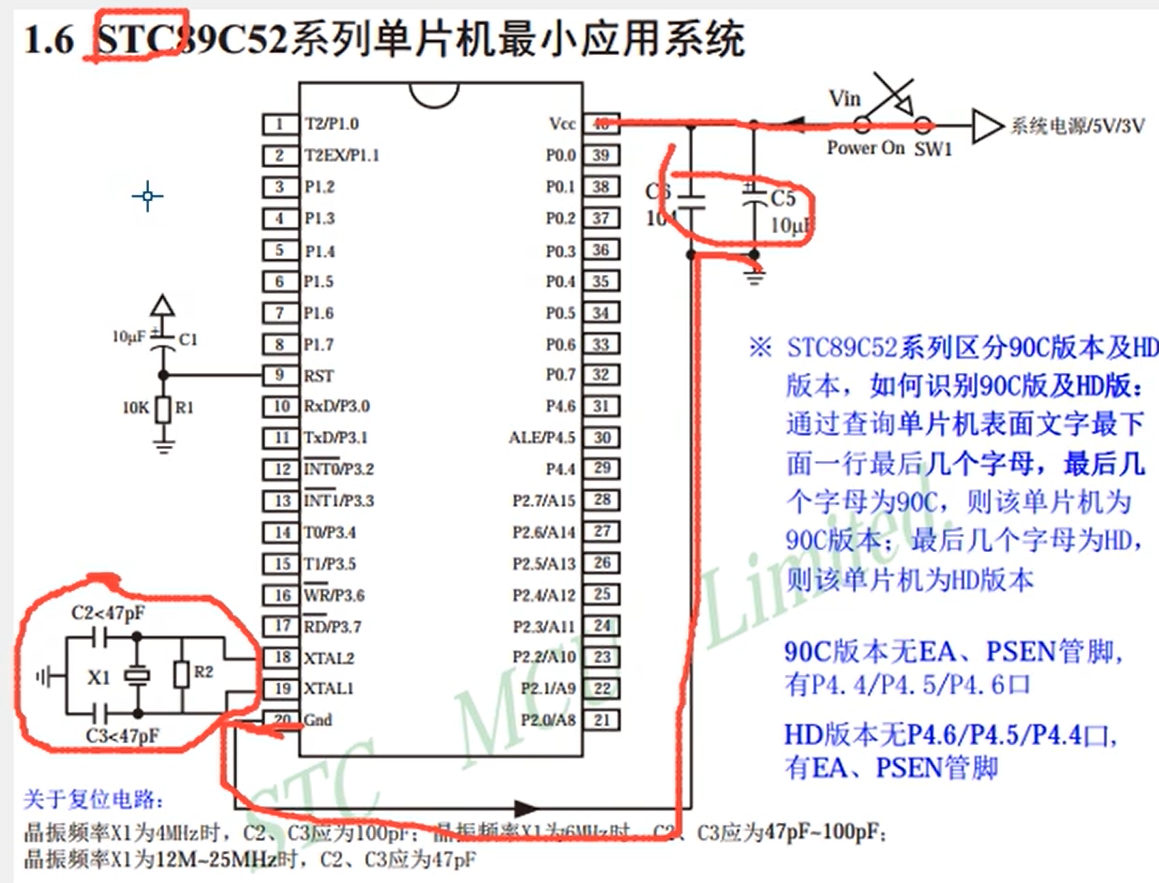 1.6 STC89C52系列单片机最小应用系统
1 T2/P1.0
2 T2EX/P1.1
3 P1.2
4 P1.3
5 P1.4
6 P1.5
7 P1.6
8 P1.7
9 RST
10 RxD/P3.0
11 TxD/P3.1
12 INT0/P3.2
13 INT1/P3.3
14 T0/P3.4
15 T1/P3.5
16 WR/P3.6
17 RD/P3.7
18 XTAL2
19 XTAL1
20 Gnd
Vcc 40
P0.0 39
P0.1 38
P0.2 37
P0.3 36
P0.4 35
P0.5 34
P0.6 33
P0.7 32
P4.6 31
ALE/P4.5 30
P4.4 29
P2.7/A15 28
P2.6/A14 27
P2.5/A13 26
P2.4/A12 25
P2.3/A11 24
P2.2/A10 23
P2.1/A9 22
P2.0/A8 21
Vin
Power On SW1
系统电源/5V/3V
C6
104
+
C5
10μF
10μF + C1
10K R1
C2<47pF
X1 R2
C3<47pF
※ STC89C52系列区分90C版本及HD
版本，如何识别90C版及HD版：
通过查询单片机表面文字最下
面一行最后几个字母，最后几
个字母为90C，则该单片机为
90C版本；最后几个字母为HD，
则该单片机为HD版本
90C版本无EA、PSEN管脚，
有P4.4/P4.5/P4.6口
HD版本无P4.6/P4.5/P4.4口，
有EA、PSEN管脚
STC MCU Limited.
关于复位电路：
晶振频率X1为4MHz时，C2、C3应为100pF；晶振频率X1为6MHz时，C2、C3应为47pF~100pF；
晶振频率X1为12M~25MHz时，C2、C3应为47pF